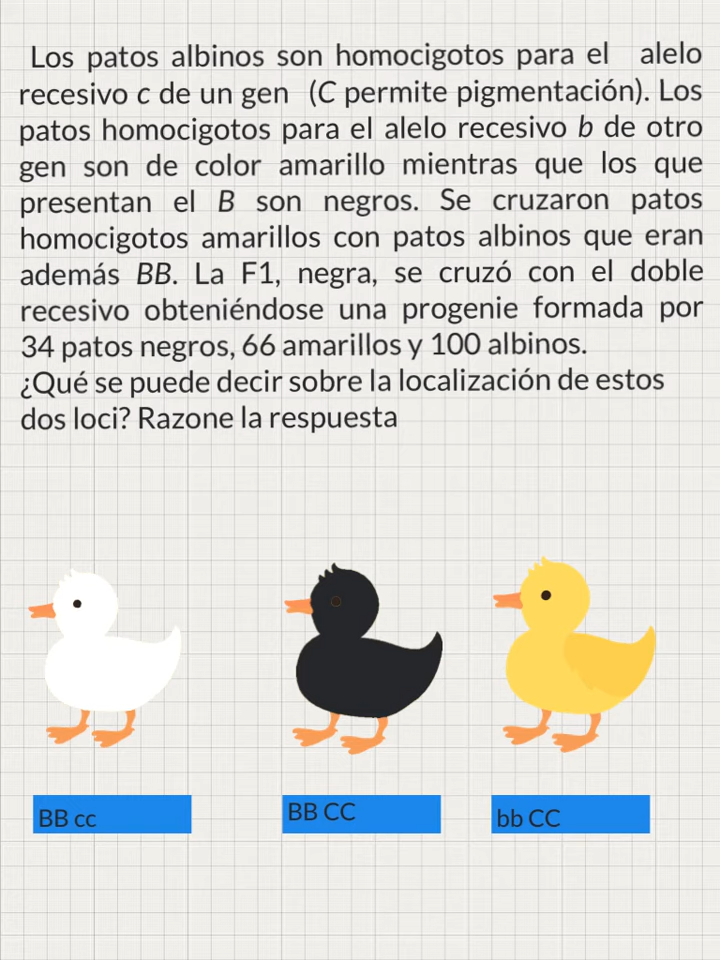 Los patos albinos son homocigotos para el alelo
recesivo c de un gen (C permite pigmentación). Los
patos homocigotos para el alelo recesivo b de otro
gen son de color amarillo mientras que los que
presentan el B son negros. Se cruzaron patos
homocigotos amarillos con patos albinos que eran
además BB. La F1, negra, se cruzó con el doble
recesivo obteniéndose una progenie formada por
34 patos negros, 66 amarillos y 100 albinos.
¿Qué se puede decir sobre la localización de estos
dos loci? Razone la respuesta
BB cc
BB CC
bb CC